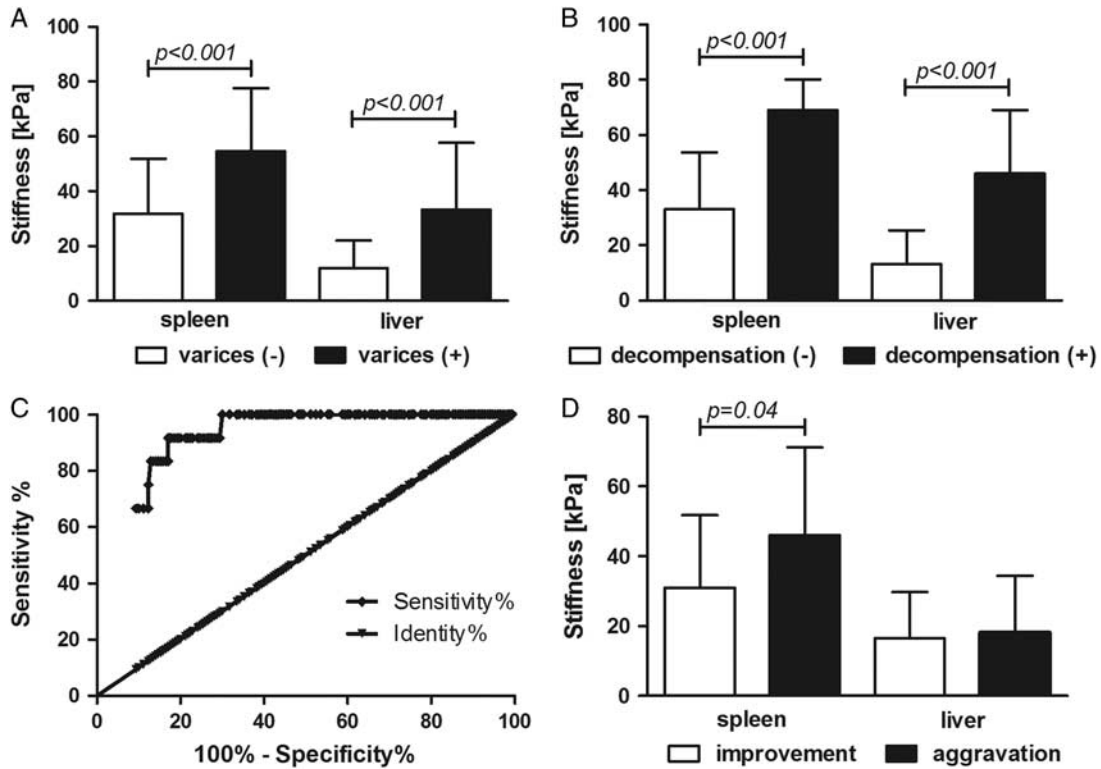 A
Stiffness [kPa]
100
80
60
40
20
0
p<0.001
p<0.001
spleen
liver
varices (-)
varices (+)
B
Stiffness [kPa]
100
80
60
40
20
0
p<0.001
p<0.001
spleen
liver
decompensation (-)
decompensation (+)
C
Sensitivity %
100
80
60
40
20
0
Sensitivity%
Identity%
0
20
40
60
80
100
100% - Specificity%
D
Stiffness [kPa]
80
60
40
20
0
p=0.04
spleen
liver
improvement
aggravation